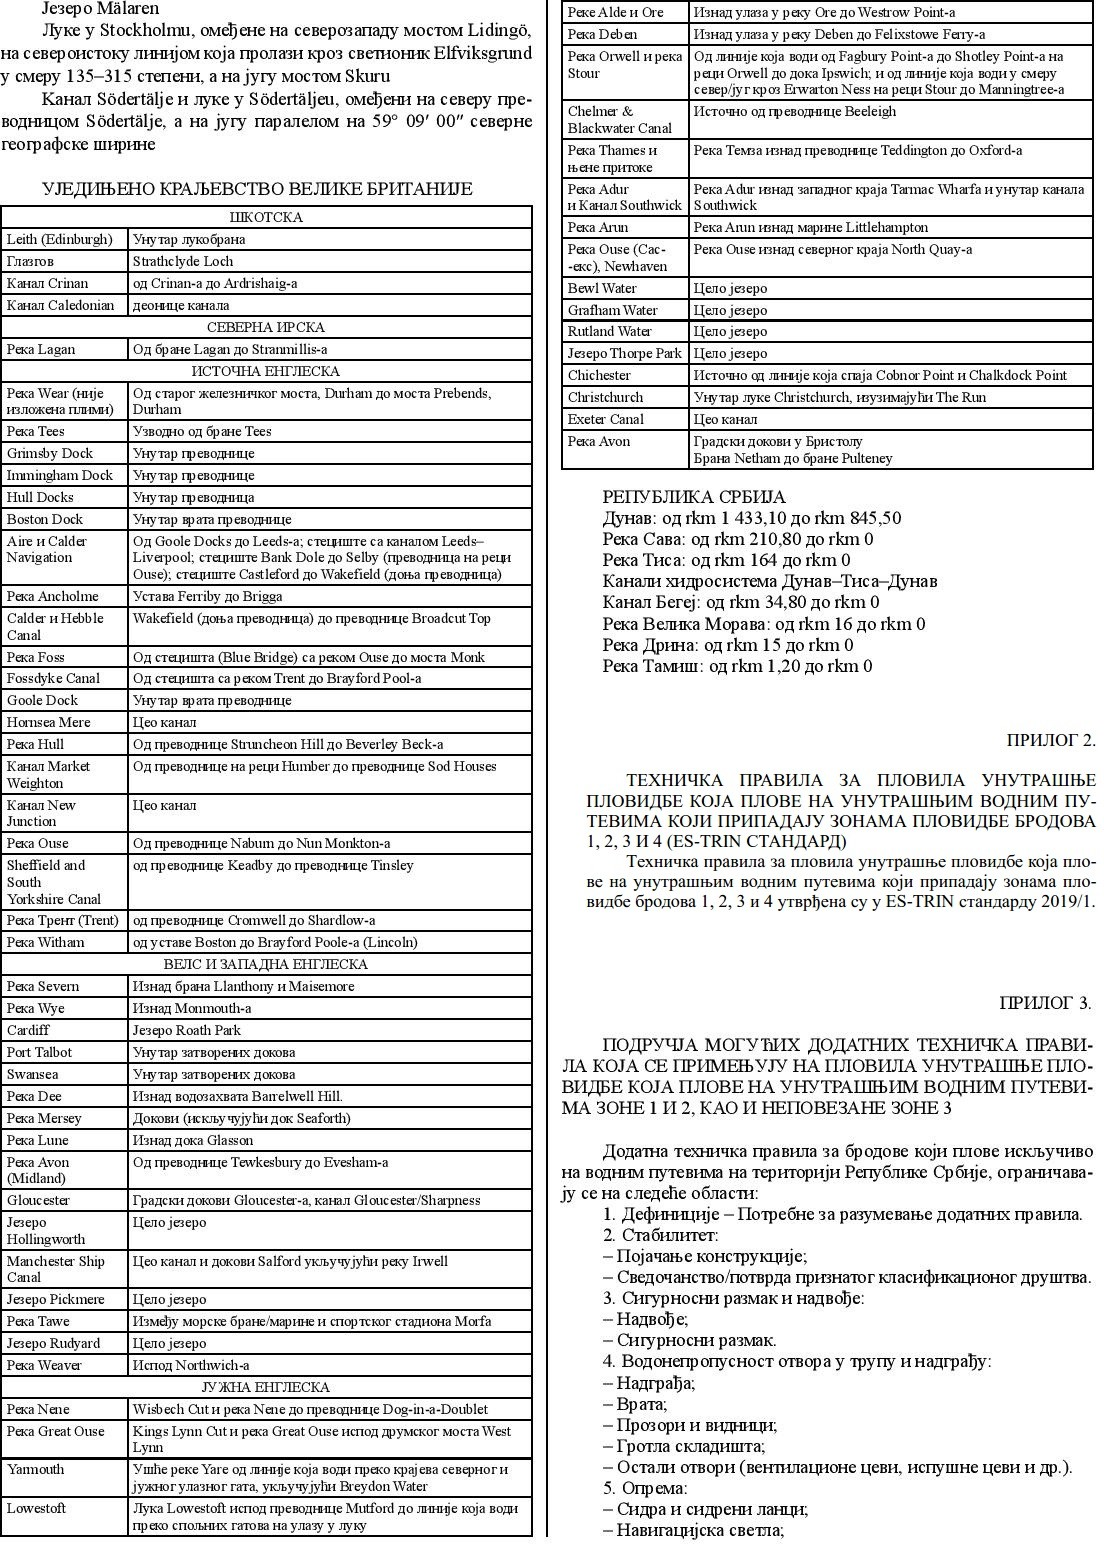 Језеро Mälaren
Луке у Stockholmu, омеђене на северозападу мостом Lidingö,
на североистоку линијом која пролази кроз светионик Elfviksgrund
у смеру 135–315 степени, а на југу мостом Skuru
Канал Södertälje и луке у Södertäljeu, омеђени на северу пре-
водницом Södertälje, а на југу паралелом на 59° 09′ 00″ северне
географске ширине
УЈЕДИЊЕНО КРАЉЕВСТВО ВЕЛИКЕ БРИТАНИЈЕ
ШКОТСКА
Leith (Edinburgh) Унутар лукобрана
Глазгов Strathclyde Loch
Канал Crinan од Crinan-a до Ardrishaig-a
Канал Caledonian деонице канала
СЕВЕРНА ИРСКА
Река Lagan Од бране Lagan до Stranmillis-a
ИСТОЧНА ЕНГЛЕСКА
Река Wear (није Од старог железничког моста, Durham до моста Prebends,
изложена плими) Durham
Река Tees Узводно од бране Tees
Grimsby Dock Унутар преводнице
Immingham Dock Унутар преводнице
Hull Docks Унутар преводница
Boston Dock Унутар врата преводнице
Aire и Calder Од Goole Docks до Leeds-a; стециште са каналом Leeds–
Navigation Liverpool; стециште Bank Dole до Selby (преводница на реци
Ouse); стециште Castleford до Wakefield (доња преводница)
Река Ancholme Устава Ferriby до Brigga
Calder и Hebble Wakefield (доња преводница) до преводнице Broadcut Top
Canal
Река Foss Од стецишта (Blue Bridge) са реком Ouse до моста Monk
Fossdyke Canal Од стецишта са реком Trent до Brayford Pool-a
Goole Dock Унутар врата преводнице
Hornsea Mere Цео канал
Река Hull Од преводнице Struncheon Hill до Beverley Beck-a
Канал Market Од преводнице на реци Humber до преводнице Sod Houses
Weighton
Канал New Цео канал
Junction
Река Ouse Од преводнице Naburn до Nun Monkton-a
Sheffield and од преводнице Keadby до преводнице Tinsley
South
Yorkshire Canal
Река Трент (Trent) од преводнице Cromwell до Shardlow-a
Река Witham од уставе Boston до Brayford Poole-a (Lincoln)
ВЕЛС И ЗАПАДНА ЕНГЛЕСКА
Река Severn Изнад брана Llanthony и Maisemore
Река Wye Изнад Monmouth-a
Cardiff Језеро Roath Park
Port Talbot Унутар затворених докова
Swansea Унутар затворених докова
Река Dee Изнад водозахвата Barrelwell Hill.
Река Mersey Докови (искључујући док Seaforth)
Река Lune Изнад дока Glasson
Река Avon Од преводнице Tewkesbury до Evesham-a
(Midland)
Gloucester Градски докови Gloucester-a, канал Gloucester/Sharpness
Језеро Цело језеро
Hollingworth
Manchester Ship Цео канал и докови Salford укључујући реку Irwell
Canal
Језеро Pickmere Цело језеро
Река Tawe Између морске бране/марине и спортског стадиона Morfa
Језеро Rudyard Цело језеро
Река Weaver Испод Northwich-a
ЈУЖНА ЕНГЛЕСКА
Река Nene Wisbech Cut и река Nene до преводнице Dog-in-a-Doublet
Река Great Ouse Kings Lynn Cut и река Great Ouse испод друмског моста West
Lynn
Yarmouth Ушће реке Yare од линије која води преко крајева северног и
јужног улазног гата, укључујући Breydon Water
Lowestoft Лука Lowestoft испод преводнице Mutford до линије која води
преко спољних гатова на улазу у луку
Реке Alde и Ore Изнад улаза у реку Ore до Westrow Point-a
Река Deben Изнад улаза у реку Deben до Felixstowe Ferry-a
Река Orwell и река Од линије која води од Fagbury Point-a до Shotley Point-a на
Stour реци Orwell до дока Ipswich; и од линије која води у смеру
север/југ кроз Erwarton Ness на реци Stour до Manningtree-a
Chelmer & Источно од преводнице Beeleigh
Blackwater Canal
Река Thames и Река Темза изнад преводнице Teddington до Oxford-a
њене притоке
Река Adur Река Adur изнад западног краја Tarmac Wharfa и унутар канала
и Канал Southwick Southwick
Река Arun Река Arun изнад марине Littlehampton
Река Ouse (Сас- Река Ouse изнад северног краја North Quay-a
-екс), Newhaven
Bewl Water Цело језеро
Grafham Water Цело језеро
Rutland Water Цело језеро
Језеро Thorpe Park Цело језеро
Chichester Источно од линије која спаја Cobnor Point и Chalkdock Point
Christchurch Унутар луке Christchurch, изузимајући The Run
Exeter Canal Цео канал
Река Avon Градски докови у Бристолу
Брана Netham до бране Pulteney
РЕПУБЛИКА СРБИЈА
Дунав: од rkm 1 433,10 до rkm 845,50
Река Сава: од rkm 210,80 до rkm 0
Река Тиса: од rkm 164 до rkm 0
Канали хидросистема Дунав–Тиса–Дунав
Канал Бегеј: од rkm 34,80 до rkm 0
Река Велика Морава: од rkm 16 до rkm 0
Река Дрина: од rkm 15 до rkm 0
Река Тамиш: од rkm 1,20 до rkm 0
ПРИЛОГ 2.
ТЕХНИЧКА ПРАВИЛА ЗА ПЛОВИЛА УНУТРАШЊЕ
ПЛОВИДБЕ КОЈА ПЛОВЕ НА УНУТРАШЊИМ ВОДНИМ ПУ-
ТЕВИМА КОЈИ ПРИПАДАЈУ ЗОНАМА ПЛОВИДБЕ БРОДОВА
1, 2, 3 И 4 (ES-TRIN СТАНДАРД)
Техничка правила за пловила унутрашње пловидбе која пло-
ве на унутрашњим водним путевима који припадају зонама пло-
видбе бродова 1, 2, 3 и 4 утврђена су у ES-TRIN стандарду 2019/1.
ПРИЛОГ 3.
ПОДРУЧЈА МОГУЋИХ ДОДАТНИХ ТЕХНИЧКА ПРАВИ-
ЛА КОЈА СЕ ПРИМЕЊУЈУ НА ПЛОВИЛА УНУТРАШЊЕ ПЛО-
ВИДБЕ КОЈА ПЛОВЕ НА УНУТРАШЊИМ ВОДНИМ ПУТЕВИ-
МА ЗОНЕ 1 И 2, КАО И НЕПОВЕЗАНЕ ЗОНЕ 3
Додатна техничка правила за бродове који плове искључиво
на водним путевима на територији Републике Србије, ограничава-
ју се на следеће области:
1. Дефиниције – Потребне за разумевање додатних правила.
2. Стабилитет:
– Појачање конструкције;
– Сведочанство/потврда признатог класификационог друштва.
3. Сигурносни размак и надвође:
– Надвође;
– Сигурносни размак.
4. Водонепропусност отвора у трупу и надграђу:
– Надграђа;
– Врата;
– Прозори и видници;
– Гротла складишта;
– Остали отвори (вентилационе цеви, испушне цеви и др.).
5. Опрема:
– Сидра и сидрени ланци;
– Навигацијска светла;